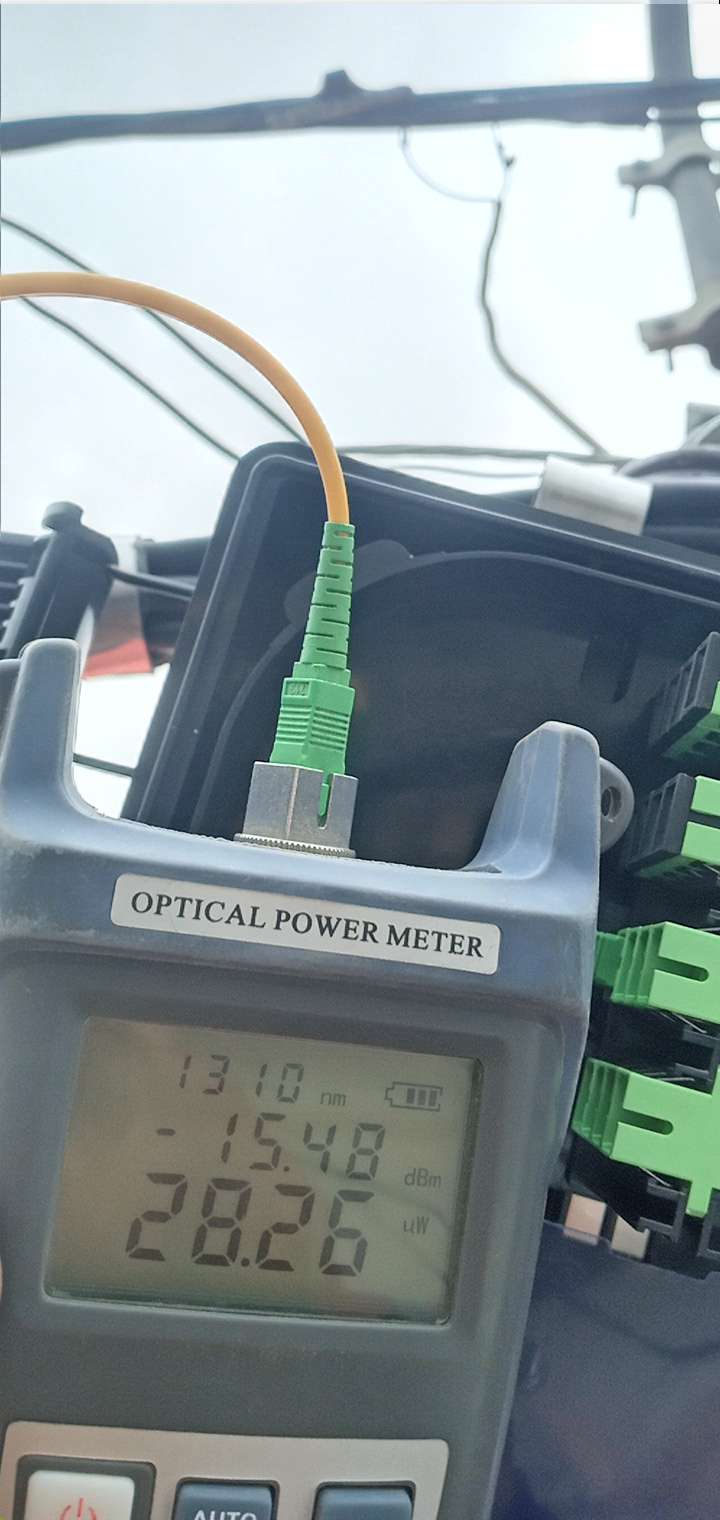 OPTICAL POWER METER
1310 nm
-15.48 dBm
28.26 uW
AUTO